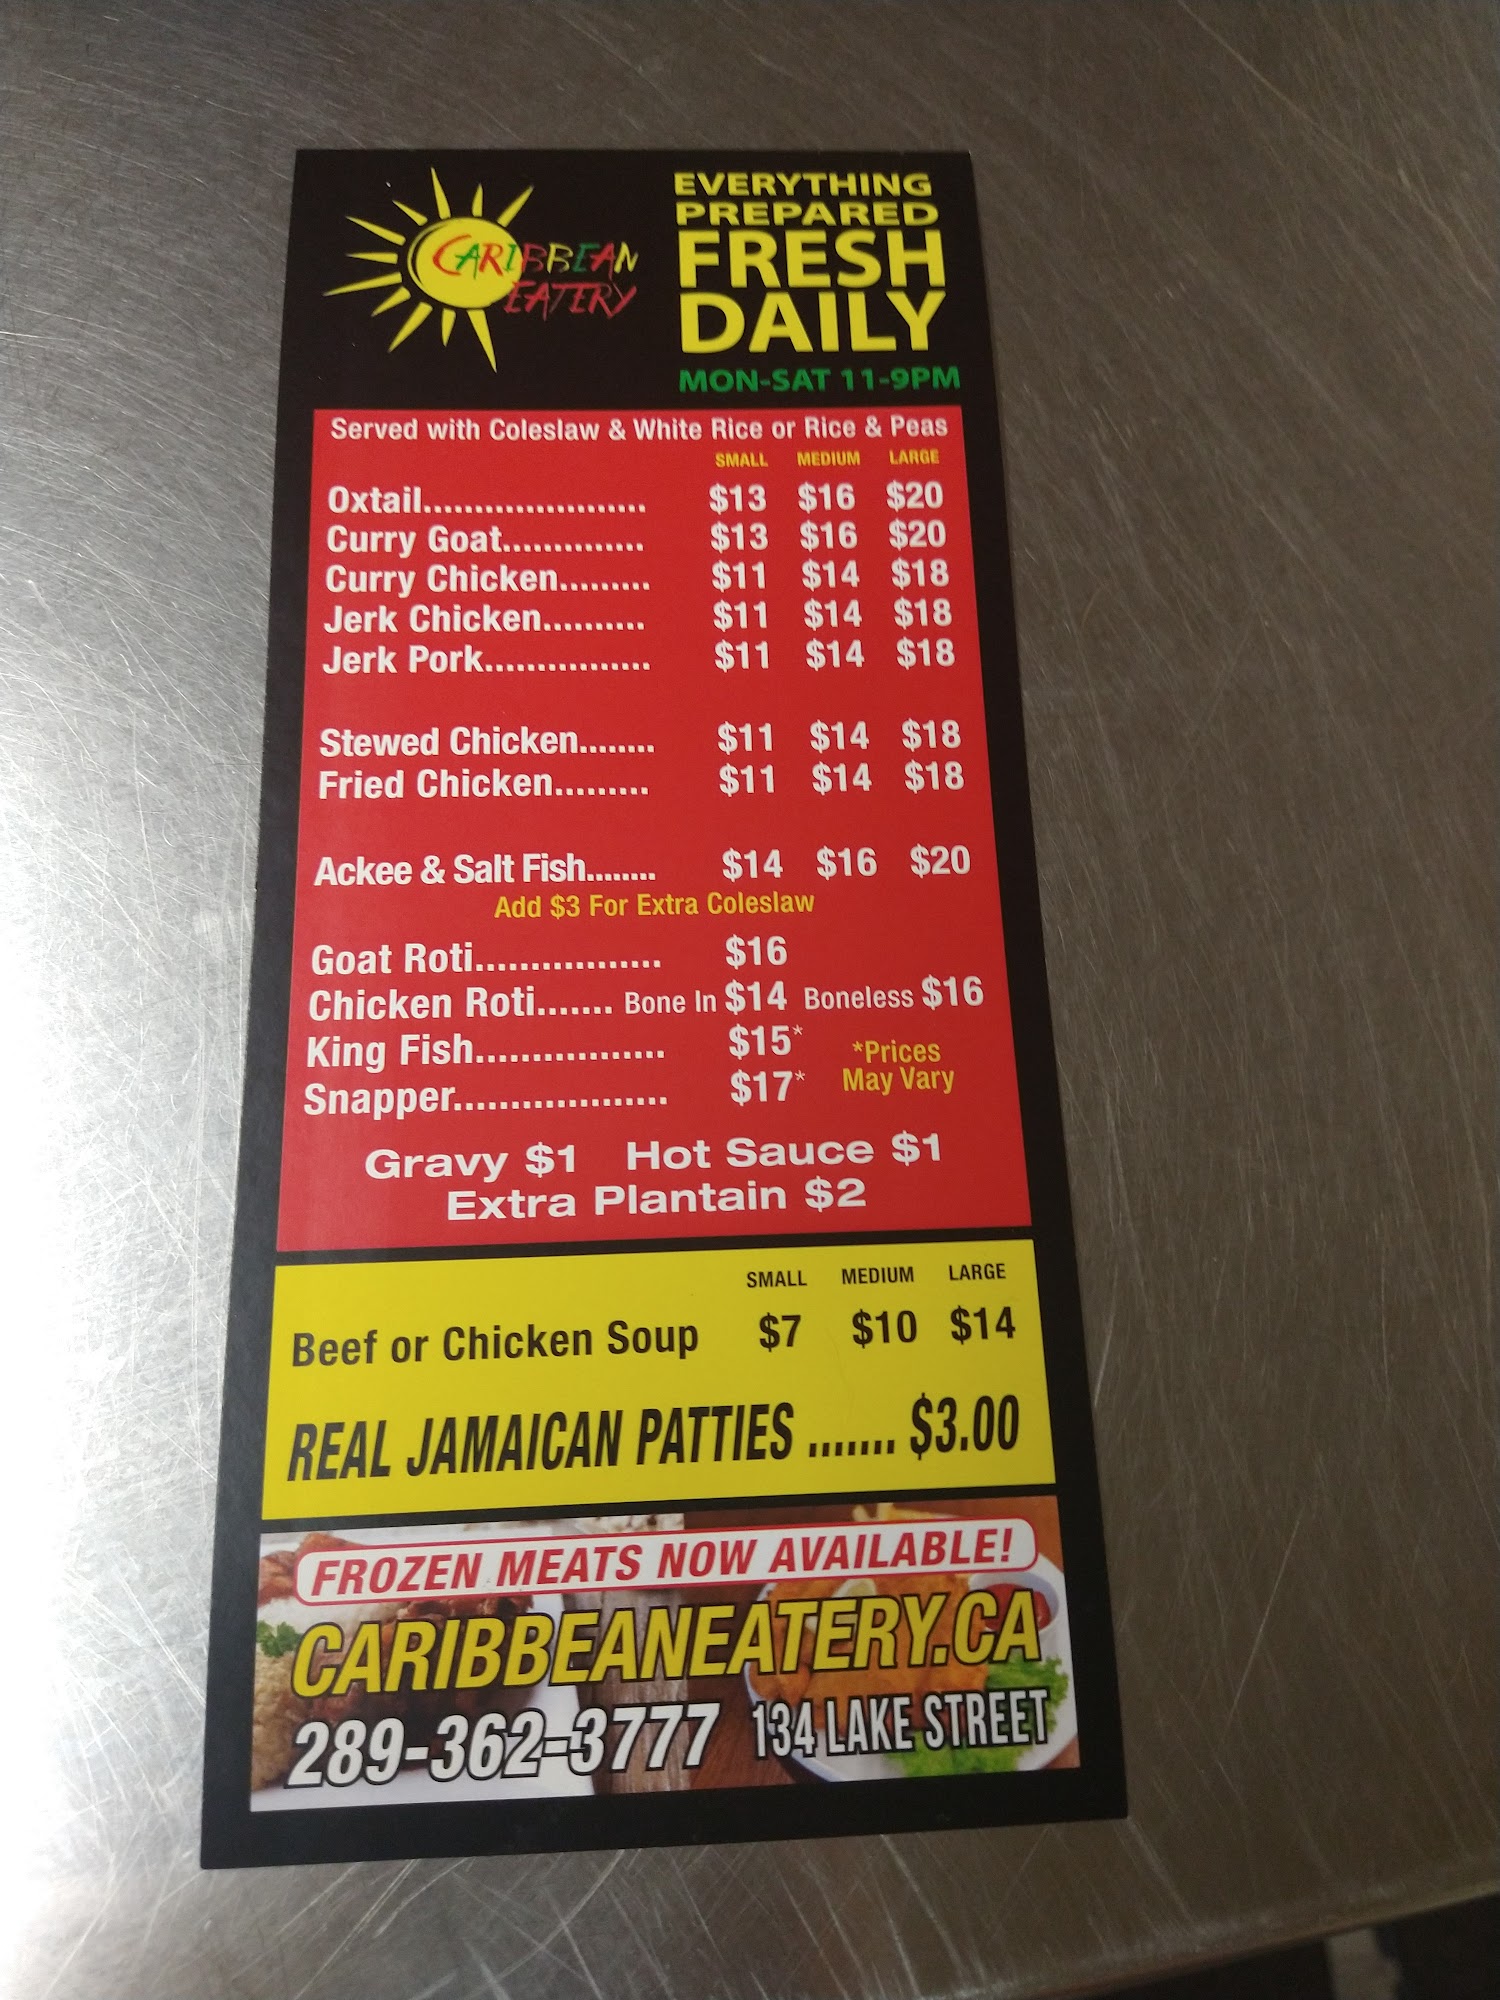 CARIBBEAN
EATERY
EVERYTHING
PREPARED
FRESH
DAILY
MON-SAT 11-9PM
Served with Coleslaw & White Rice or Rice & Peas
SMALL MEDIUM LARGE
Oxtail..................... $13 $16 $20
Curry Goat.............. $13 $16 $20
Curry Chicken......... $11 $14 $18
Jerk Chicken.......... $11 $14 $18
Jerk Pork................ $11 $14 $18
Stewed Chicken........ $11 $14 $18
Fried Chicken......... $11 $14 $18
Ackee & Salt Fish........ $14 $16 $20
Add $3 For Extra Coleslaw
Goat Roti................. $16
Chicken Roti....... Bone In $14 Boneless $16
King Fish................. $15*
Snapper................... $17*
*Prices
May Vary
Gravy $1 Hot Sauce $1
Extra Plantain $2
SMALL MEDIUM LARGE
Beef or Chicken Soup $7 $10 $14
REAL JAMAICAN PATTIES ....... $3.00
FROZEN MEATS NOW AVAILABLE!
CARIBBEANEATERY.CA
289-362-3777 134 LAKE STREET